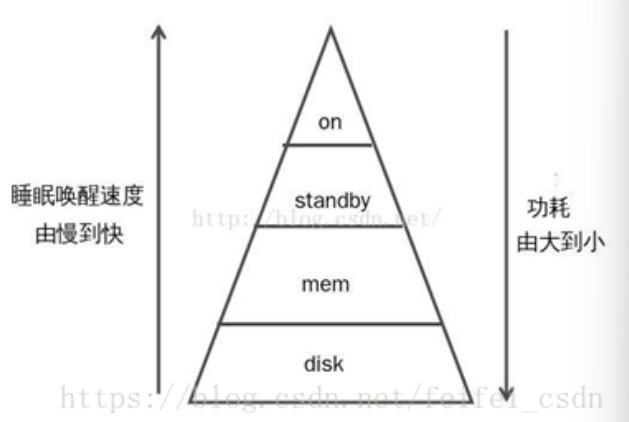 on
睡眠唤醒速度
由慢到快
standby
http://blog.csdn.net/
功耗
由大到小
mem
disk
https://blog.csdn.net/feifei_csdn